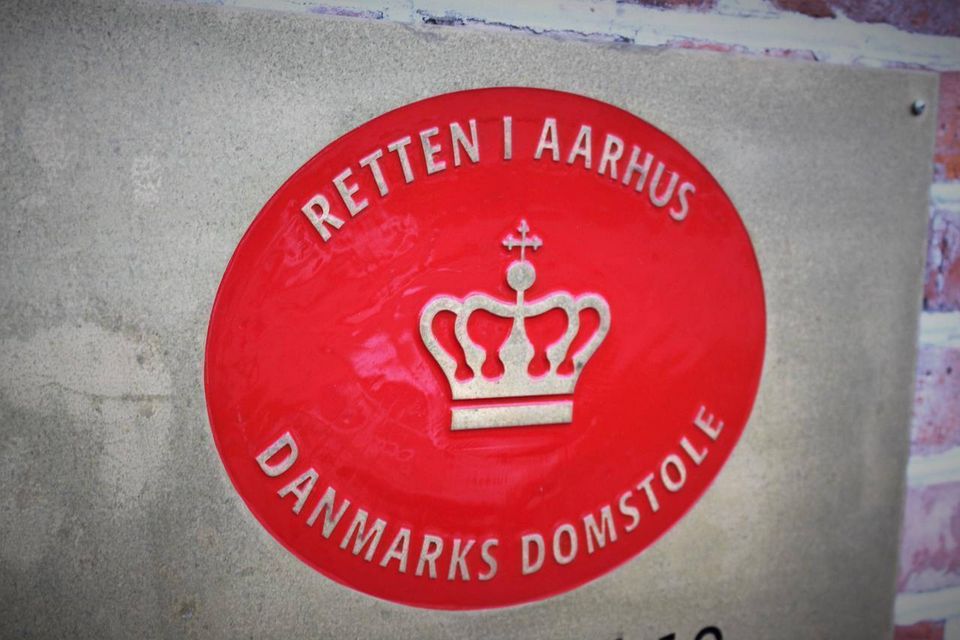 RETTEN I AARHUS
DANMARKS DOMSTOLE